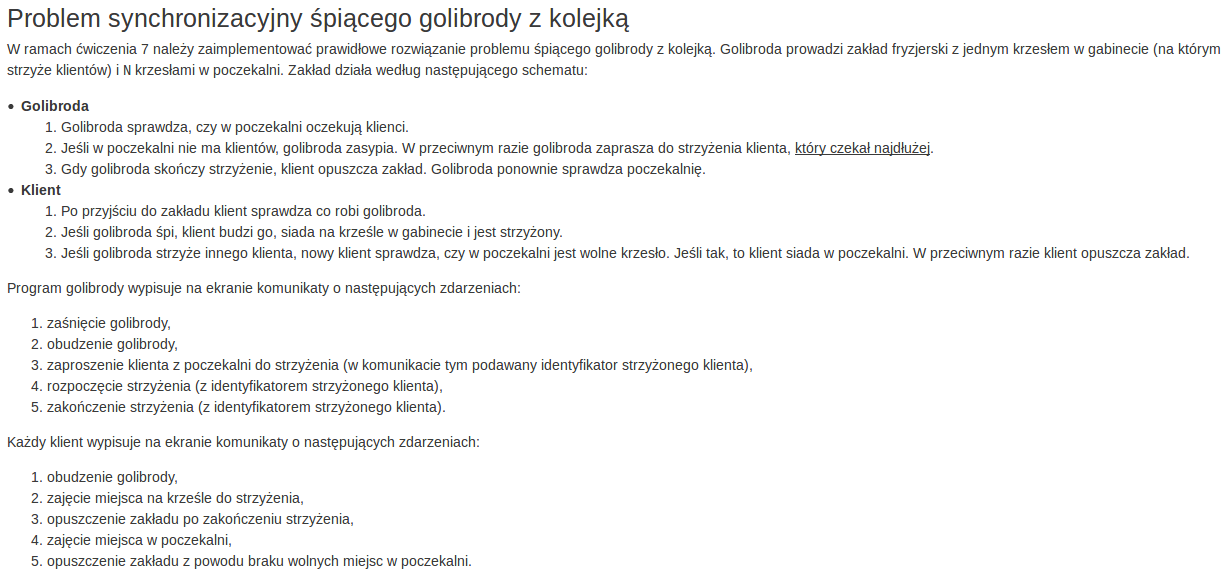 Problem synchronizacyjny śpiącego golibrody z kolejką
W ramach ćwiczenia 7 należy zaimplementować prawidłowe rozwiązanie problemu śpiącego golibrody z kolejką. Golibroda prowadzi zakład fryzjerski z jednym krzesłem w gabinecie (na którym
strzyże klientów) i N krzesłami w poczekalni. Zakład działa według następującego schematu:
• Golibroda
1. Golibroda sprawdza, czy w poczekalni oczekują klienci.
2. Jeśli w poczekalni nie ma klientów, golibroda zasypia. W przeciwnym razie golibroda zaprasza do strzyżenia klienta, który czekał najdłużej.
3. Gdy golibroda skończy strzyżenie, klient opuszcza zakład. Golibroda ponownie sprawdza poczekalnię.
• Klient
1. Po przyjściu do zakładu klient sprawdza co robi golibroda.
2. Jeśli golibroda śpi, klient budzi go, siada na krześle w gabinecie i jest strzyżony.
3. Jeśli golibroda strzyże innego klienta, nowy klient sprawdza, czy w poczekalni jest wolne krzesło. Jeśli tak, to klient siada w poczekalni. W przeciwnym razie klient opuszcza zakład.
Program golibrody wypisuje na ekranie komunikaty o następujących zdarzeniach:
1. zaśnięcie golibrody,
2. obudzenie golibrody,
3. zaproszenie klienta z poczekalni do strzyżenia (w komunikacie tym podawany identyfikator strzyżonego klienta),
4. rozpoczęcie strzyżenia (z identyfikatorem strzyżonego klienta),
5. zakończenie strzyżenia (z identyfikatorem strzyżonego klienta).
Każdy klient wypisuje na ekranie komunikaty o następujących zdarzeniach:
1. obudzenie golibrody,
2. zajęcie miejsca na krześle do strzyżenia,
3. opuszczenie zakładu po zakończeniu strzyżenia,
4. zajęcie miejsca w poczekalni,
5. opuszczenie zakładu z powodu braku wolnych miejsc w poczekalni.